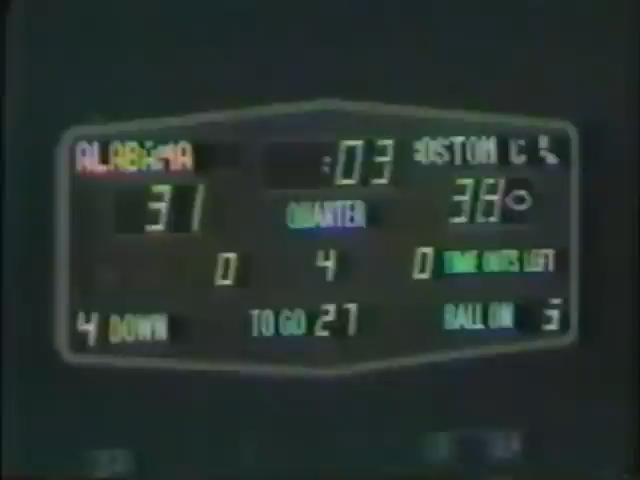 ALABAMA :03 OSTON C
31 QUARTER 38
0 4 0 TIME OUTS LEFT
4 DOWN TO GO 27 BALL ON